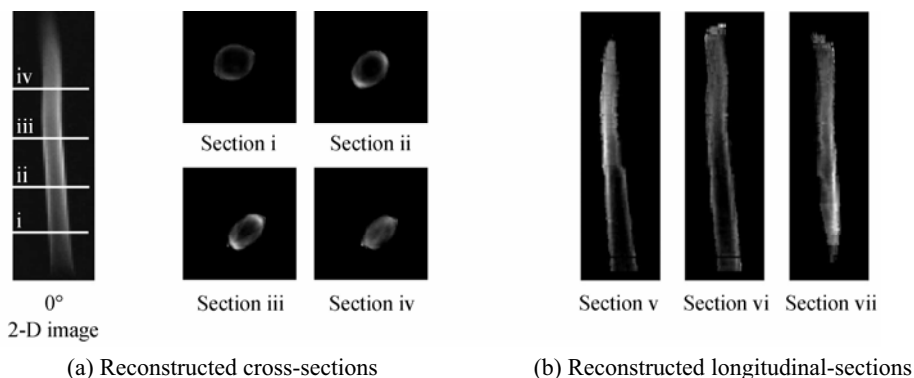 iv
iii
ii
i
0°
2-D image
Section i
Section ii
Section iii
Section iv
(a) Reconstructed cross-sections
Section v
Section vi
Section vii
(b) Reconstructed longitudinal-sections